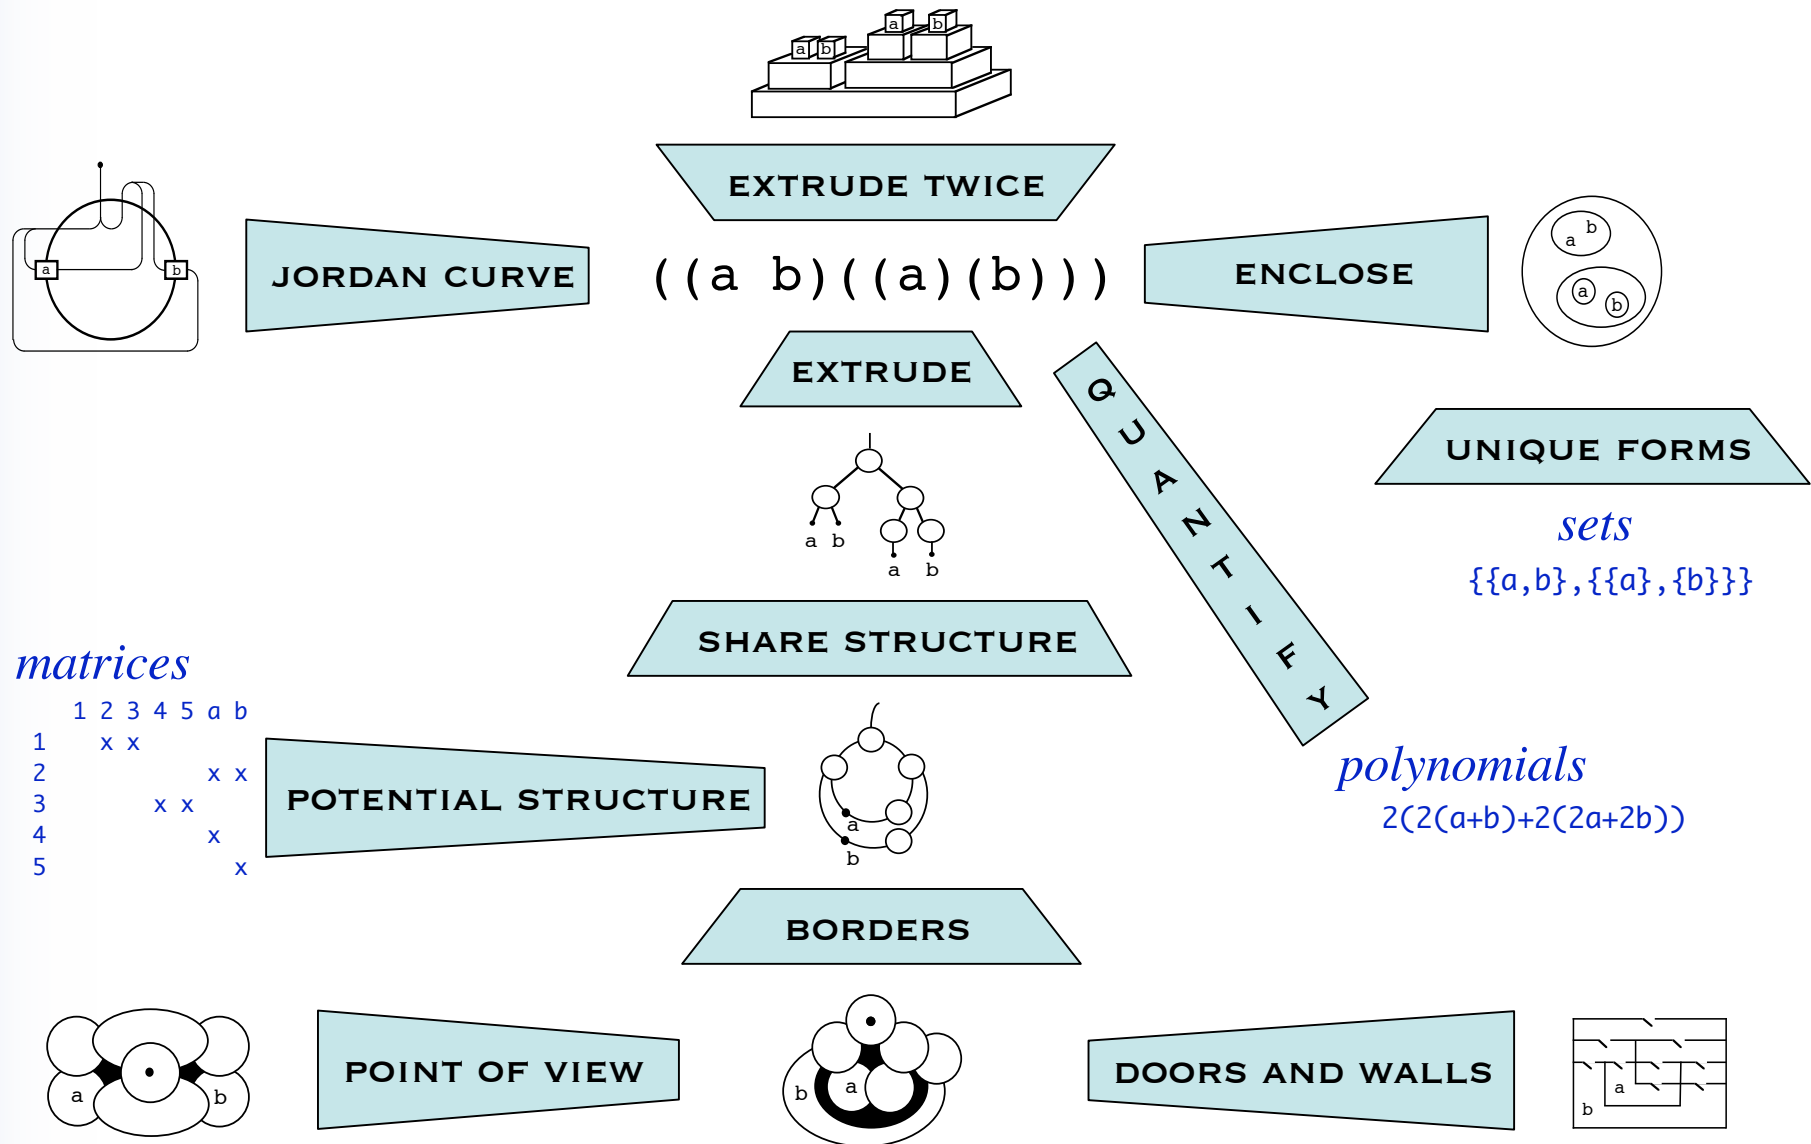 a b
a b
EXTRUDE TWICE
JORDAN CURVE
((a b)((a)(b)))
ENCLOSE
a b
a
b
a
b
EXTRUDE
QUANTIFY
UNIQUE FORMS
a b
a b
sets
{{a,b},{{a},{b}}}
SHARE STRUCTURE
matrices
1 2 3 4 5 a b
1 x x
2 x x
3 x x
4 x
5 x
POTENTIAL STRUCTURE
a
b
polynomials
2(2(a+b)+2(2a+2b))
BORDERS
a b
POINT OF VIEW
b a
DOORS AND WALLS
a
b